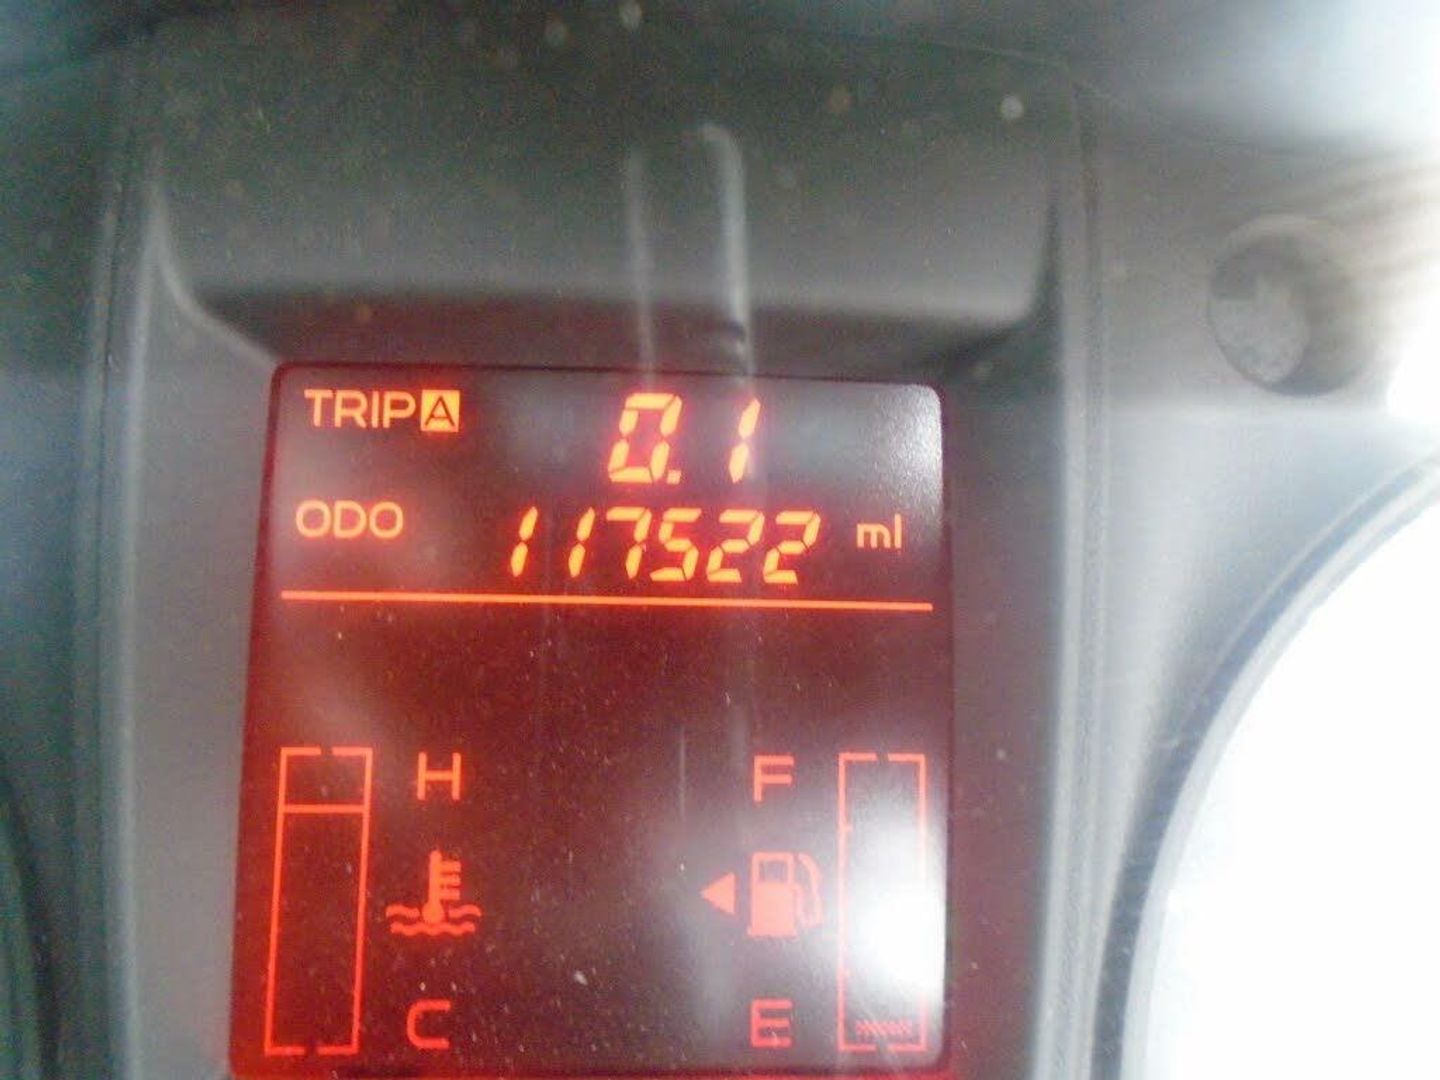 TRIP A 0.1
ODO 117522 ml
H F
C E